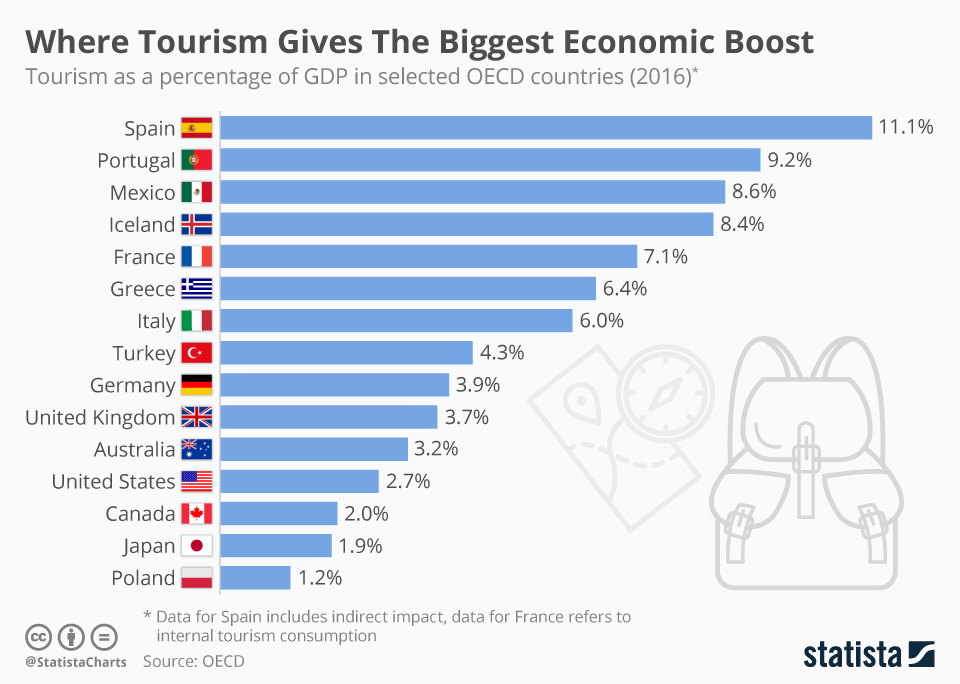 Where Tourism Gives The Biggest Economic Boost
Tourism as a percentage of GDP in selected OECD countries (2016)*
Spain 11.1%
Portugal 9.2%
Mexico 8.6%
Iceland 8.4%
France 7.1%
Greece 6.4%
Italy 6.0%
Turkey 4.3%
Germany 3.9%
United Kingdom 3.7%
Australia 3.2%
United States 2.7%
Canada 2.0%
Japan 1.9%
Poland 1.2%
* Data for Spain includes indirect impact, data for France refers to
internal tourism consumption
cc
@StatistaCharts Source: OECD
statista